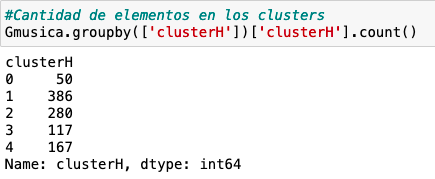 #Cantidad de elementos en los clusters
Gmusica.groupby(['clusterH'])['clusterH'].count()
clusterH
0     50
1    386
2    280
3    117
4    167
Name: clusterH, dtype: int64